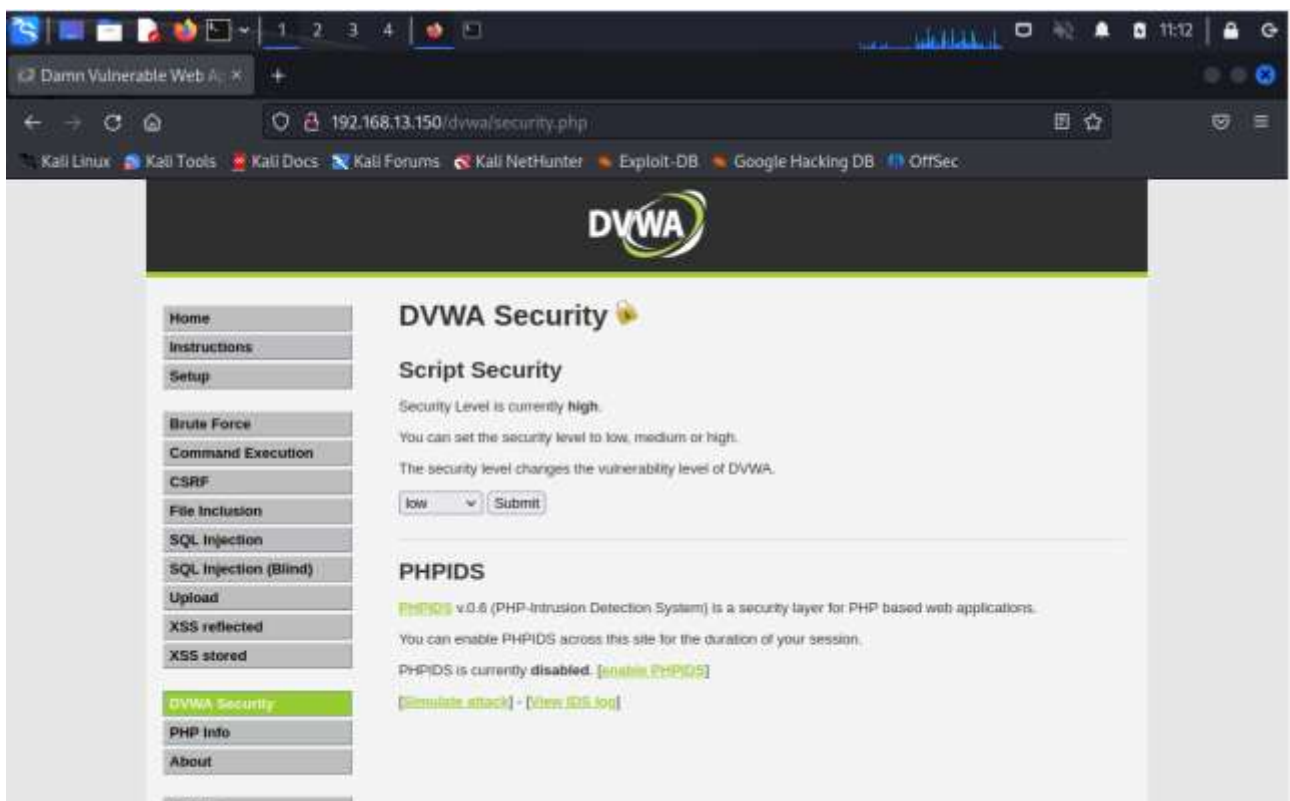 1 2 3 4 11:12
Damn Vulnerable Web Ap × +
192.168.13.150/dvwa/security.php
Kali Linux Kali Tools Kali Docs Kali Forums Kali NetHunter Exploit-DB Google Hacking DB OffSec
DVWA
Home
Instructions
Setup
Brute Force
Command Execution
CSRF
File Inclusion
SQL Injection
SQL Injection (Blind)
Upload
XSS reflected
XSS stored
DVWA Security
PHP Info
About
DVWA Security
Script Security
Security Level is currently high.
You can set the security level to low, medium or high.
The security level changes the vulnerability level of DVWA.
low Submit
PHPIDS
PHPIDS v.0.6 (PHP-Intrusion Detection System) is a security layer for PHP based web applications.
You can enable PHPIDS across this site for the duration of your session.
PHPIDS is currently disabled. [enable PHPIDS]
[Simulate attack] - [View IDS log]